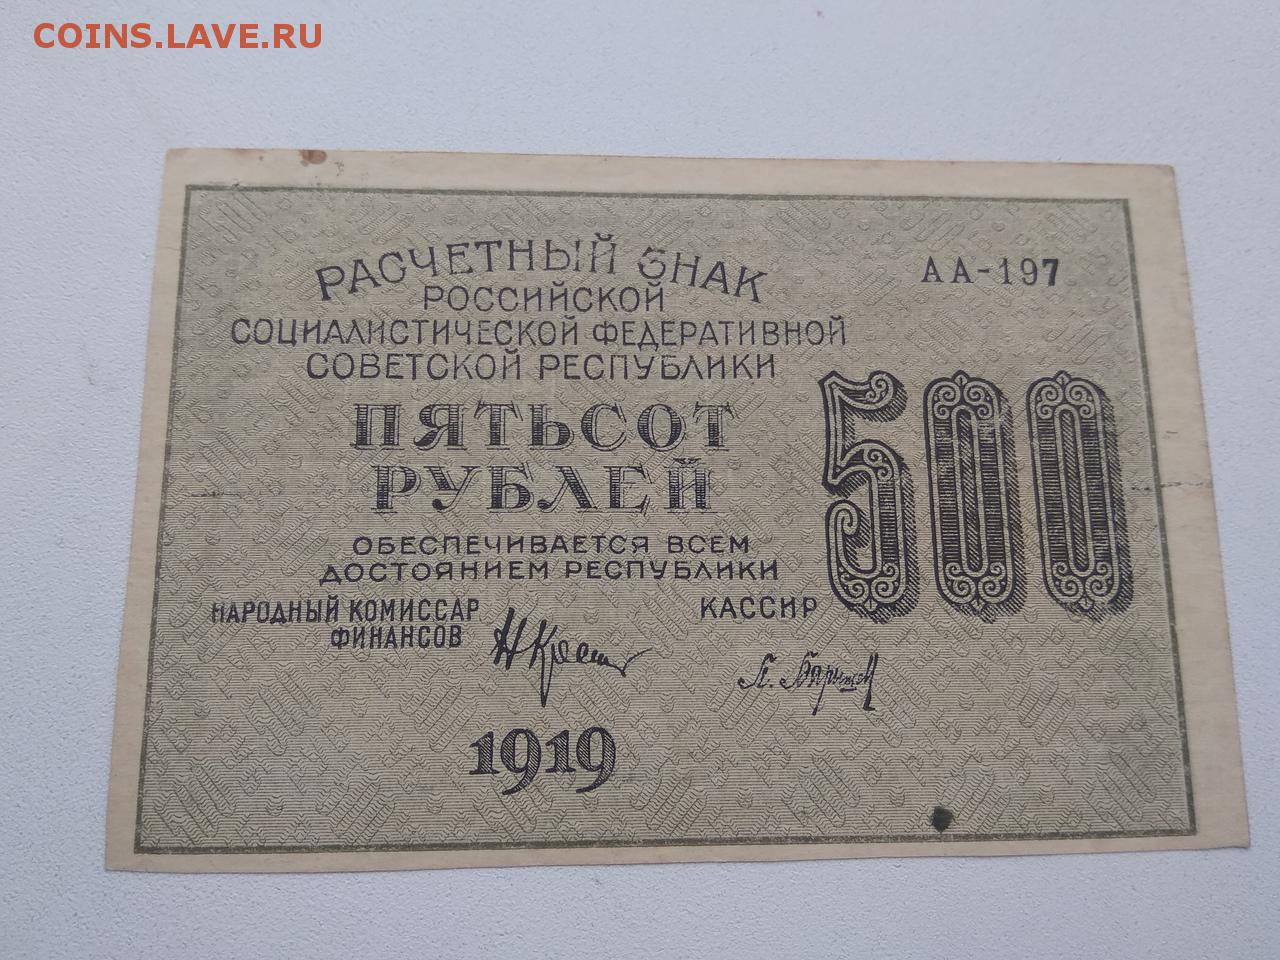 COINS.LAVE.RU
РАСЧЕТНЫЙ ЗНАК
АА-197
РОССИЙСКОЙ
СОЦИАЛИСТИЧЕСКОЙ ФЕДЕРАТИВНОЙ
СОВЕТСКОЙ РЕСПУБЛИКИ
ПЯТЬСОТ
РУБЛЕЙ
500
ОБЕСПЕЧИВАЕТСЯ ВСЕМ
ДОСТОЯНИЕМ РЕСПУБЛИКИ
НАРОДНЫЙ КОМИССАР
ФИНАНСОВ
КАССИР
1919